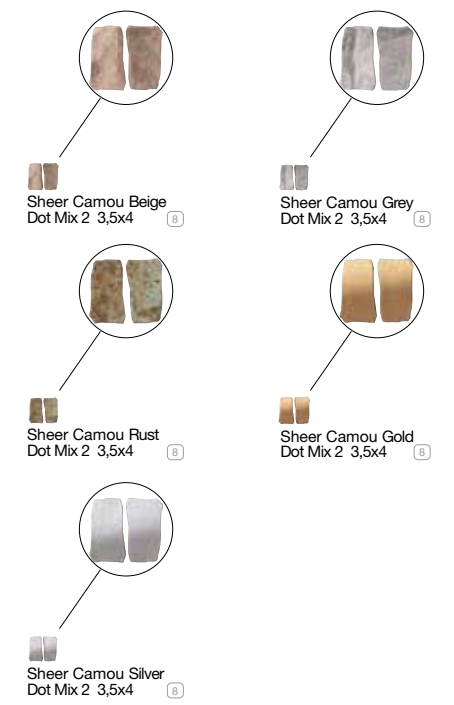 Sheer Camou Beige
Dot Mix 2 3,5x4 8
Sheer Camou Grey
Dot Mix 2 3,5x4 8
Sheer Camou Rust
Dot Mix 2 3,5x4 8
Sheer Camou Gold
Dot Mix 2 3,5x4 8
Sheer Camou Silver
Dot Mix 2 3,5x4 8